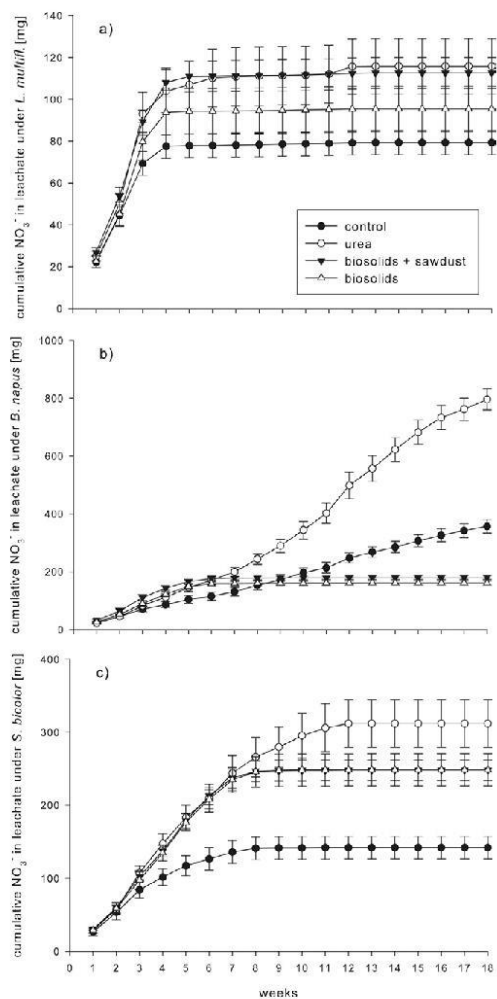 cumulative NO₃⁻ in leachate under L. multifl. [mg]
140
120
100
80
60
40
20
0
a)
control
urea
biosolids + sawdust
biosolids
cumulative NO₃⁻ in leachate under B. napus [mg]
1000
800
600
400
200
0
b)
cumulative NO₃⁻ in leachate under S. bicolor [mg]
400
300
200
100
0
c)
0 1 2 3 4 5 6 7 8 9 10 11 12 13 14 15 16 17 18
weeks